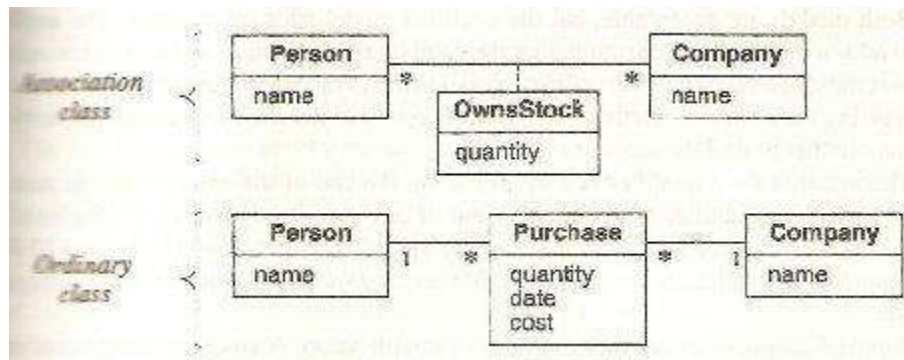 Person
Company
*
*
Association
class
name
name
OwnsStock
quantity
Person
Purchase
Company
1
*
*
1
Ordinary
class
name
quantity
name
date
cost